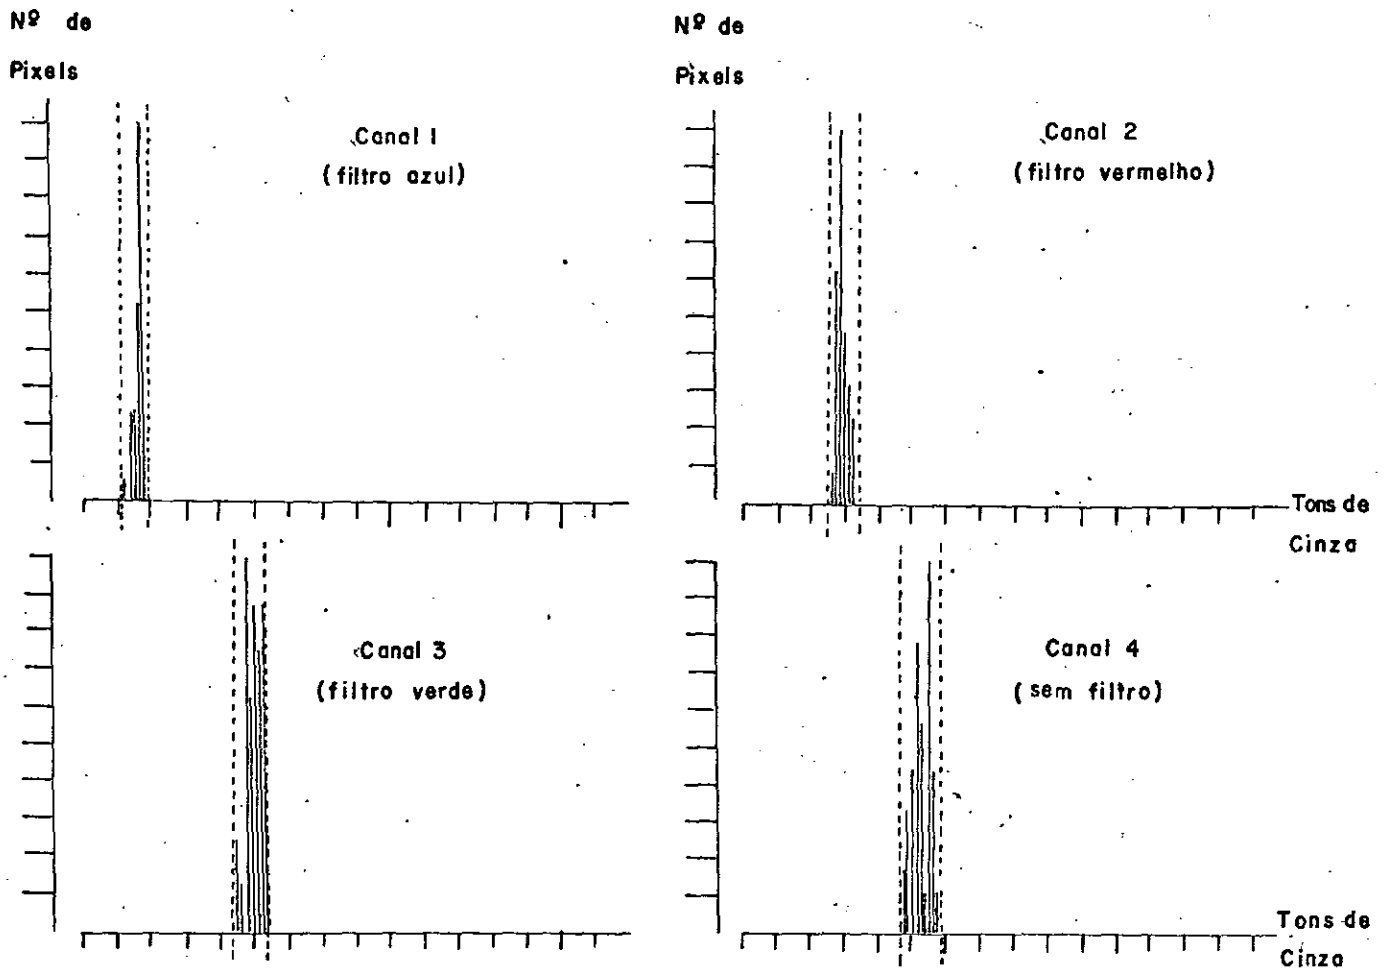 Nº de
Pixels
Canal 1
(filtro azul)
Nº de
Pixels
Canal 2
(filtro vermelho)
Tons de
Cinza
Canal 3
(filtro verde)
Canal 4
(sem filtro)
Tons de
Cinza